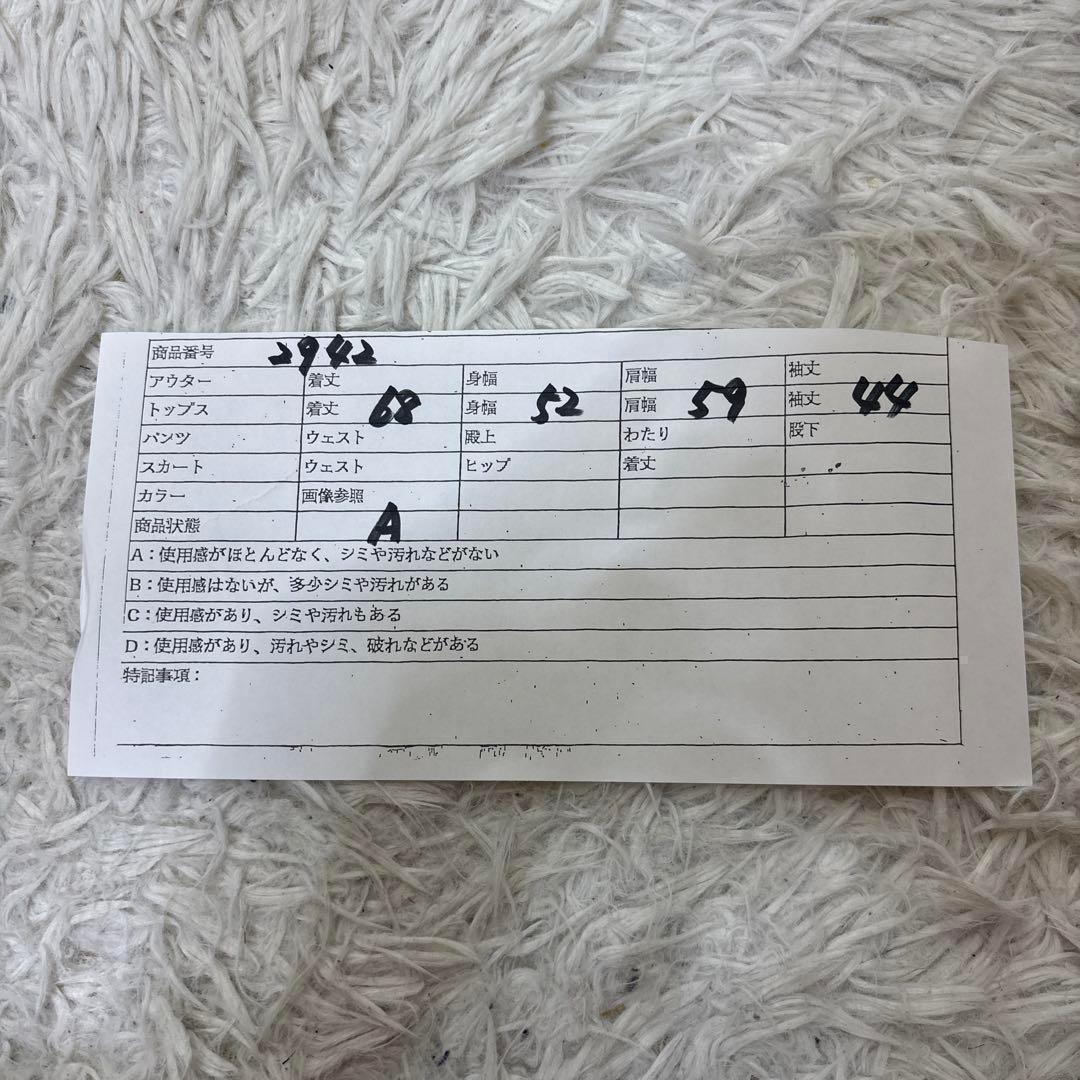 商品番号 2942
アウター 着丈 身幅 肩幅 袖丈
トップス 着丈 68 身幅 52 肩幅 59 袖丈 44
パンツ ウェスト 殿上 わたり 股下
スカート ウェスト ヒップ 着丈
カラー 画像参照
商品状態 A
A：使用感がほとんどなく、シミや汚れなどがない
B：使用感はないが、多少シミや汚れがある
C：使用感があり、シミや汚れもある
D：使用感があり、汚れやシミ、破れなどがある
特記事項：